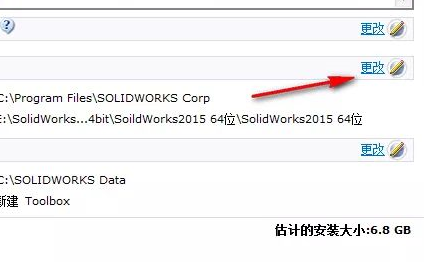 更改
更改
C:\Program Files\SOLIDWORKS Corp
E:\SolidWorks...4bit\SoildWorks2015 64位\SolidWorks2015 64位
更改
C:\SOLIDWORKS Data
新建 Toolbox
估计的安装大小:6.8 GB